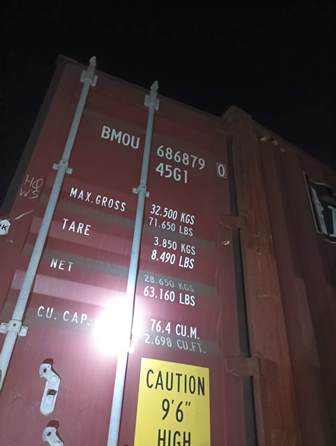 BMOU 686879 0
45G1
MAX.GROSS 32.500 KGS
71.650 LBS
TARE 3.850 KGS
8.490 LBS
NET 28.650 KGS
63.160 LBS
CU. CAP. 76.4 CU.M.
2.698 CU.FT.
CAUTION
9'6"
HIGH